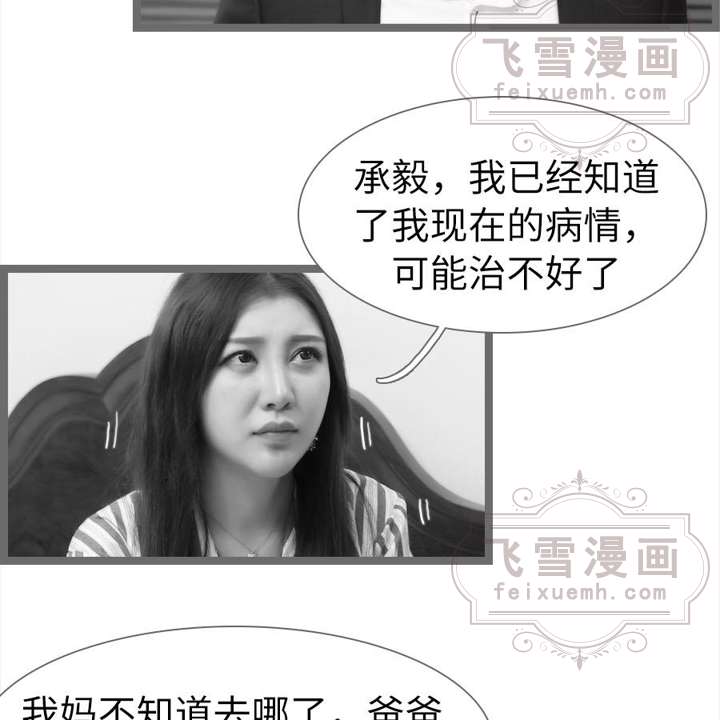 飞雪漫画
feixuemh.com
承毅，我已经知道
了我现在的病情，
可能治不好了
飞雪漫画
feixuemh.com
我妈不知道去哪了，爸爸